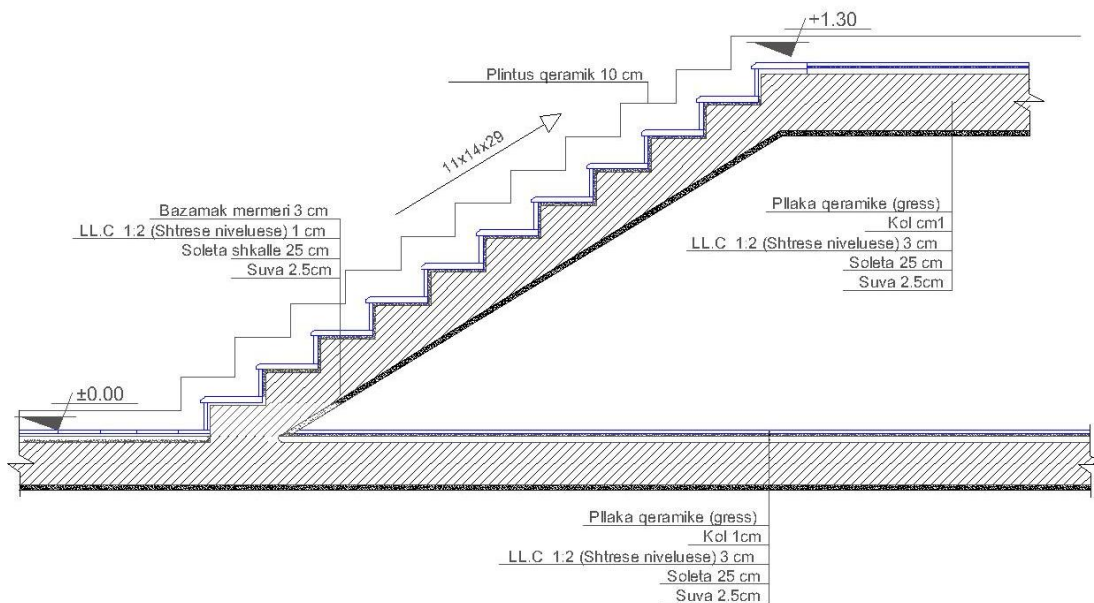 +1.30
Plintus qeramik 10 cm
11x14x29
Bazamak mermeri 3 cm
LL.C 1:2 (Shtrese niveluese) 1 cm
Soleta shkalle 25 cm
Suva 2.5cm
Pllaka qeramike (gress)
Kol cm1
LL.C 1:2 (Shtrese niveluese) 3 cm
Soleta 25 cm
Suva 2.5cm
±0.00
Pllaka qeramike (gress)
Kol 1cm
LL.C 1:2 (Shtrese niveluese) 3 cm
Soleta 25 cm
Suva 2.5cm